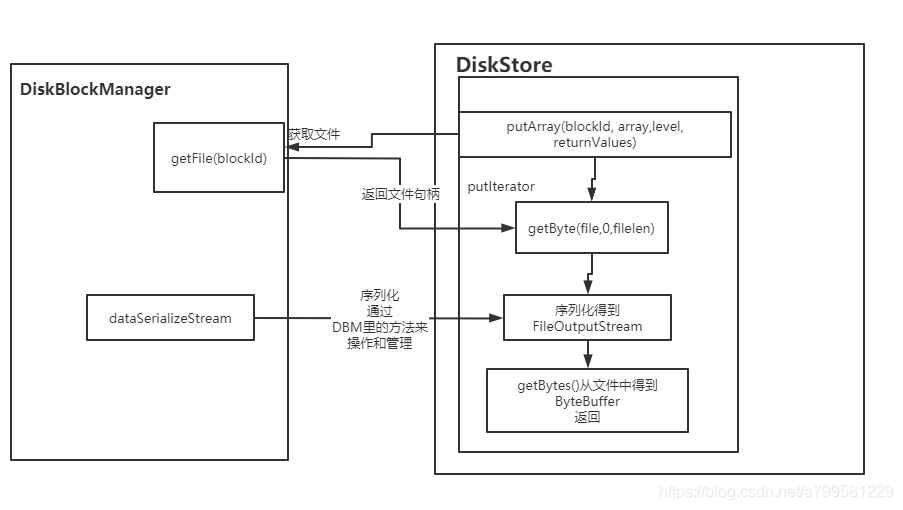 DiskStore
DiskBlockManager
putArray(blockId, array,level,
returnValues)
获取文件
getFile(blockId)
putIterator
返回文件句柄
getByte(file,0,filelen)
序列化
通过
DBM里的方法来
操作和管理
dataSerializeStream
序列化得到
FileOutputStream
getBytes()从文件中得到
ByteBuffer
返回
https://blog.csdn.net/a799581229